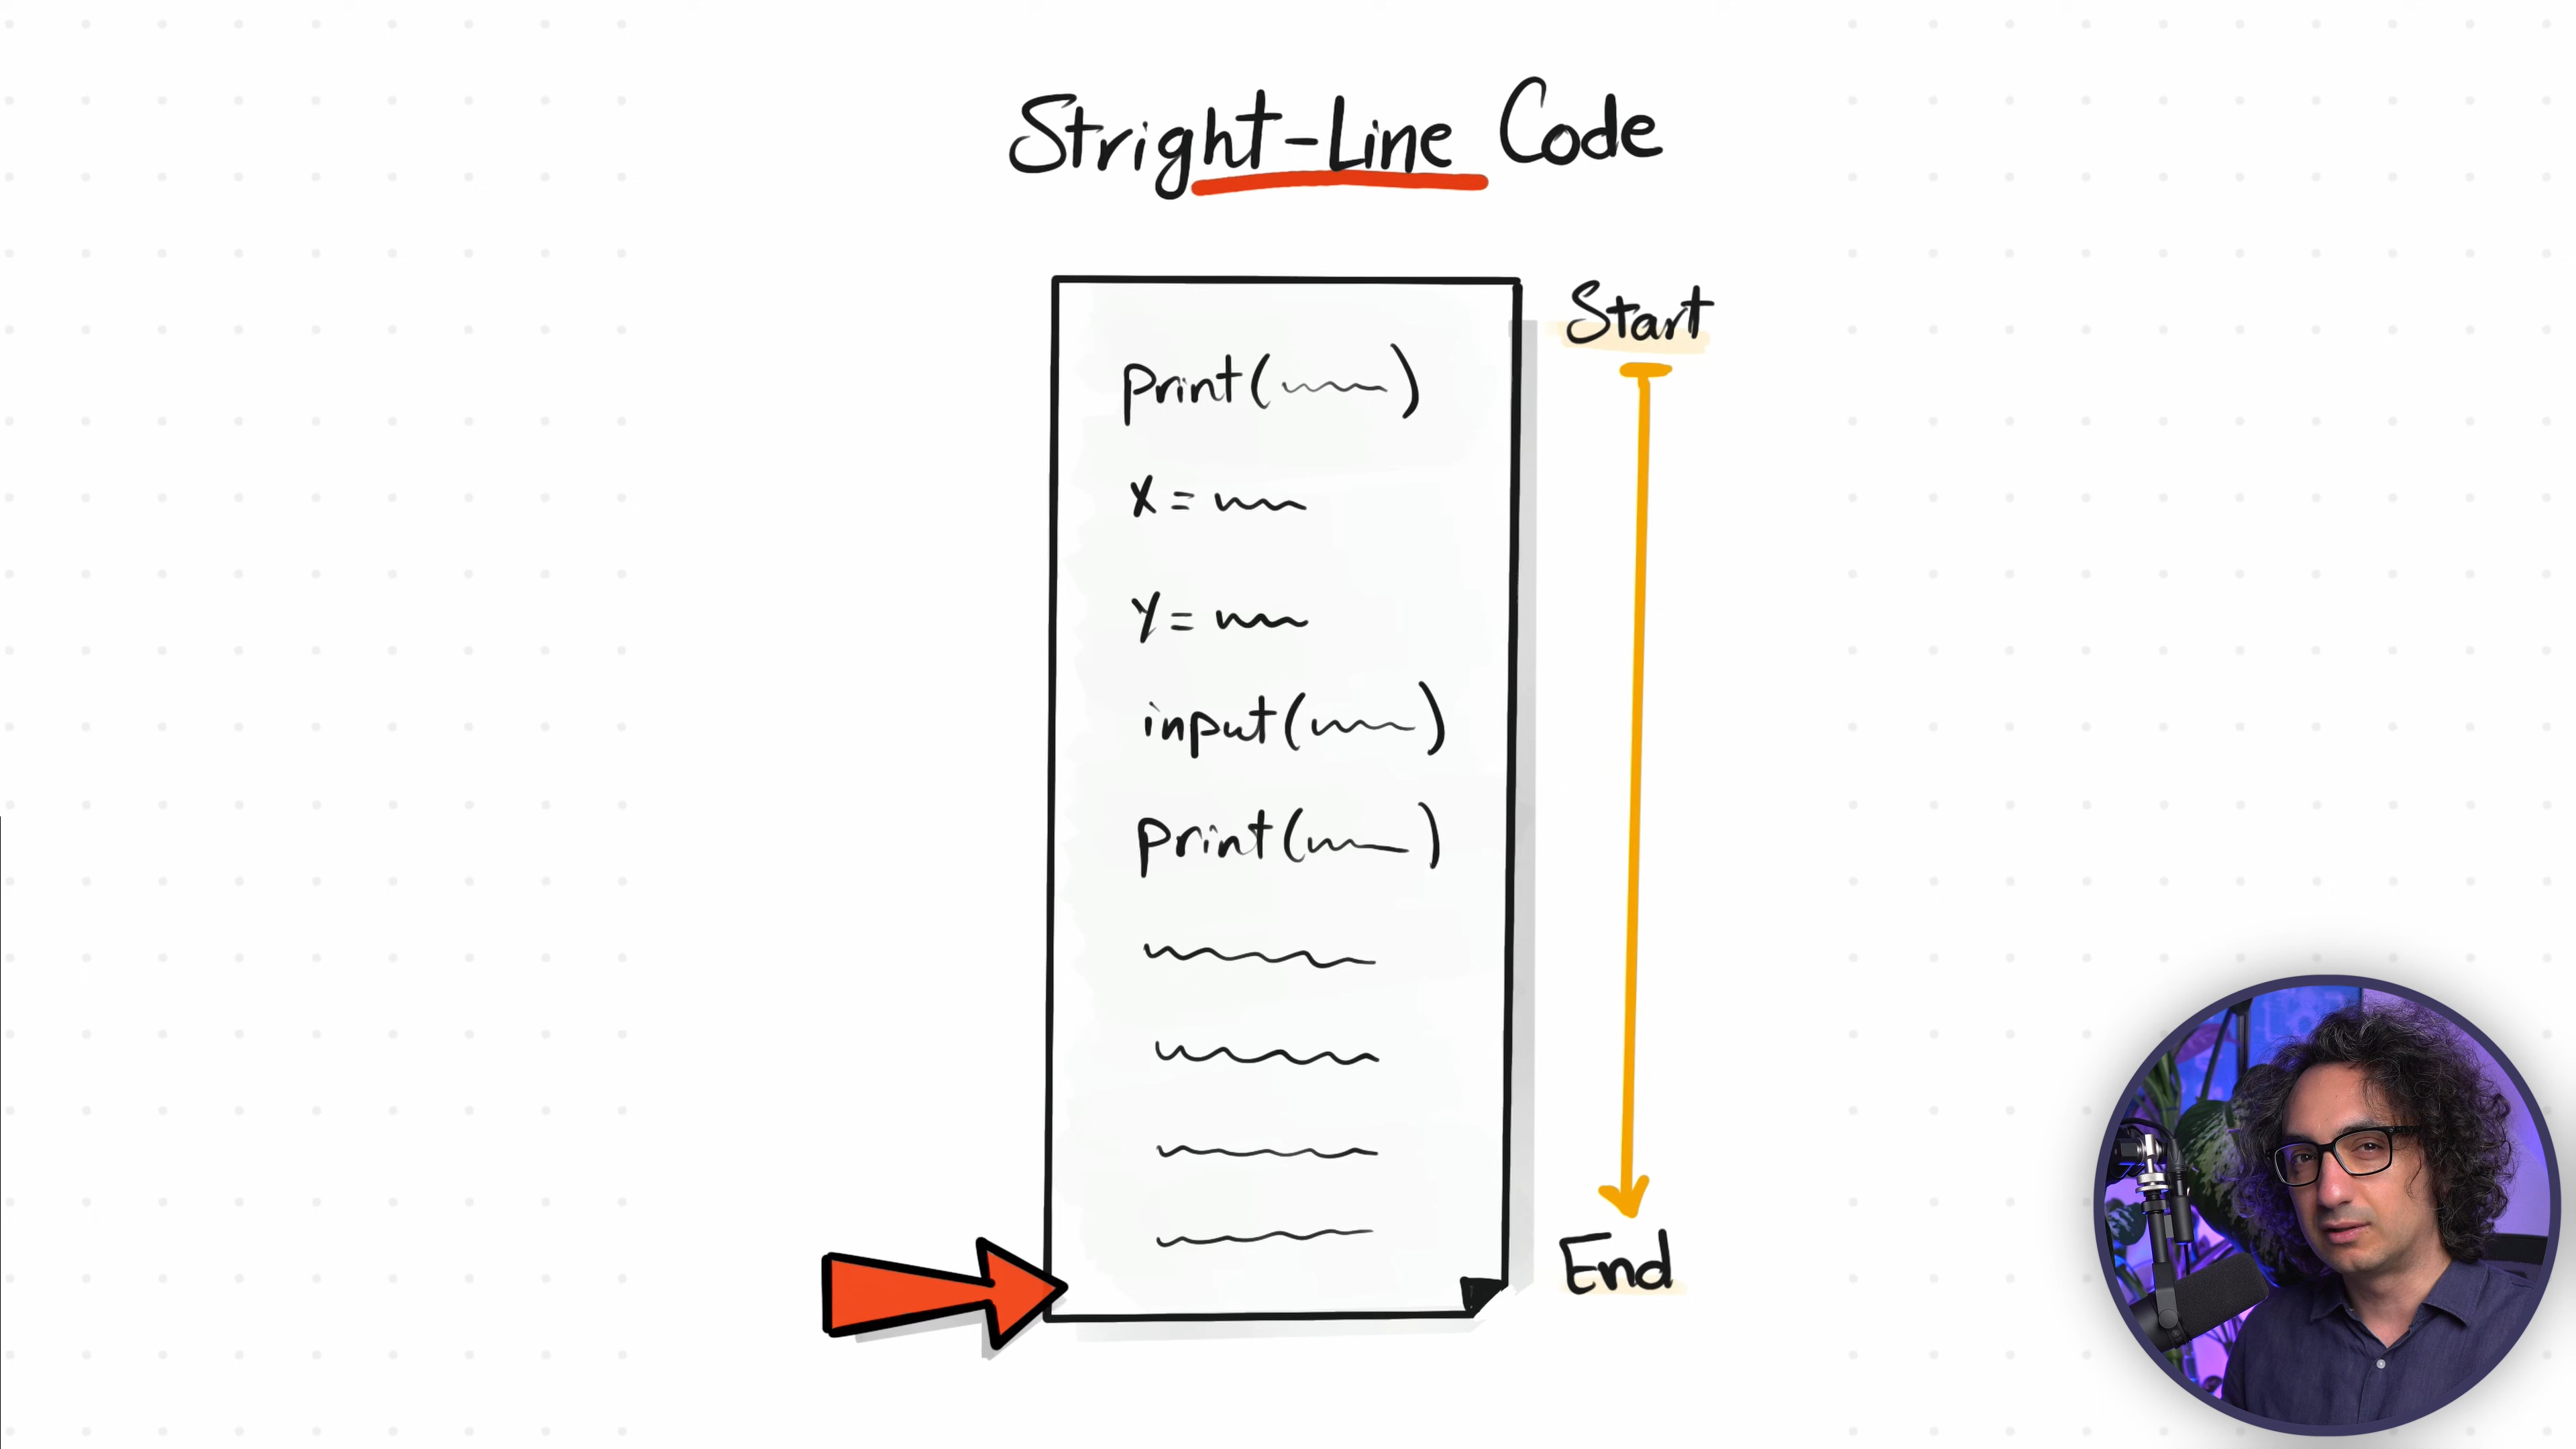 Stright-Line Code
Start
print( )
x =
y =
input( )
print( )
End